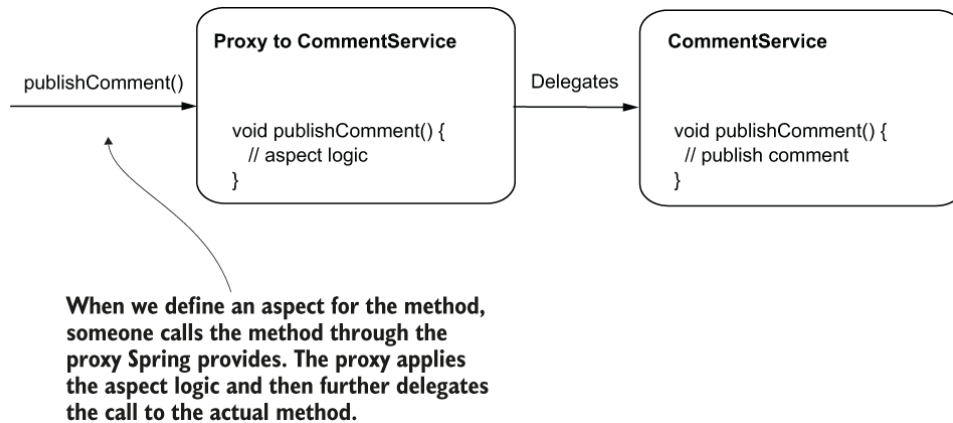 Proxy to CommentService
CommentService
publishComment()
Delegates
void publishComment() {
// aspect logic
}
void publishComment() {
// publish comment
}
When we define an aspect for the method,
someone calls the method through the
proxy Spring provides. The proxy applies
the aspect logic and then further delegates
the call to the actual method.